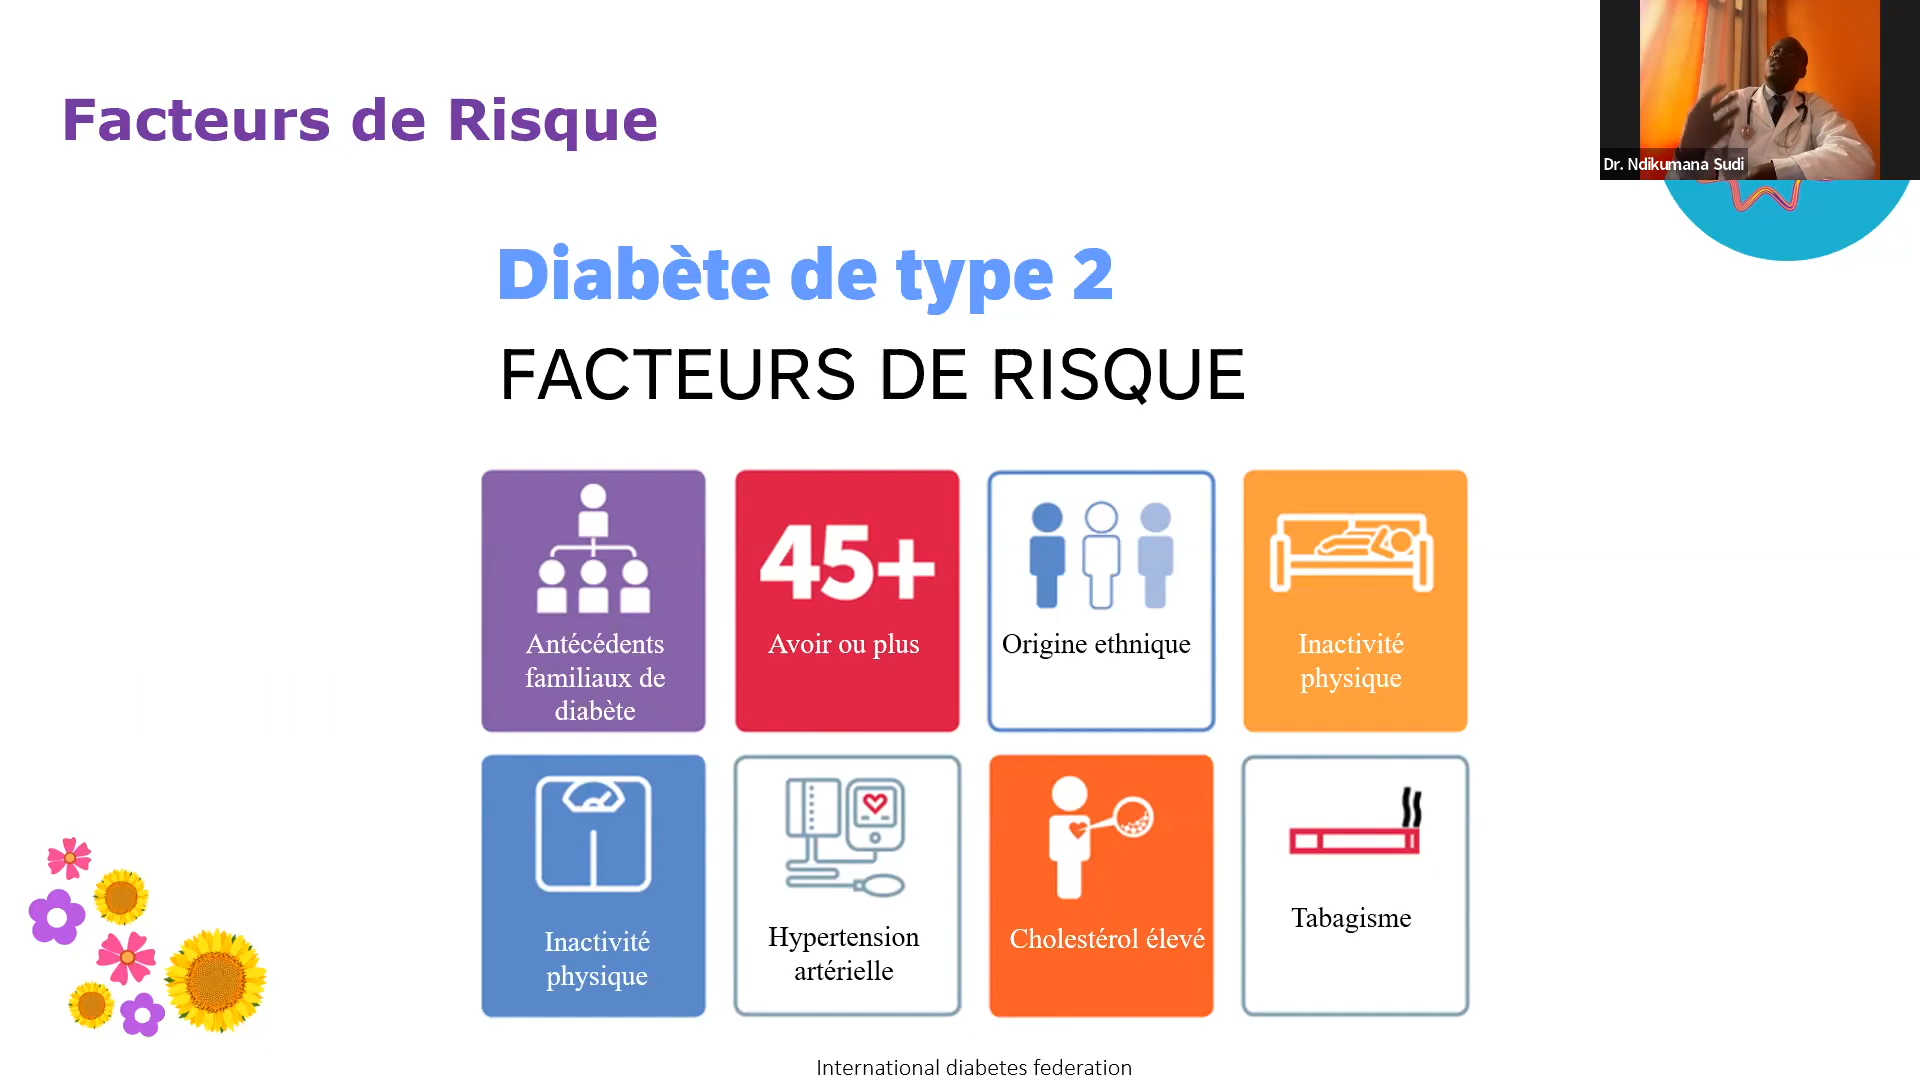 Facteurs de Risque
Dr. Ndikumana Sudi
Diabète de type 2
FACTEURS DE RISQUE
45+
Antécédents
familiaux de
diabète
Avoir ou plus
Origine ethnique
Inactivité
physique
Inactivité
physique
Hypertension
artérielle
Cholestérol élevé
Tabagisme
International diabetes federation